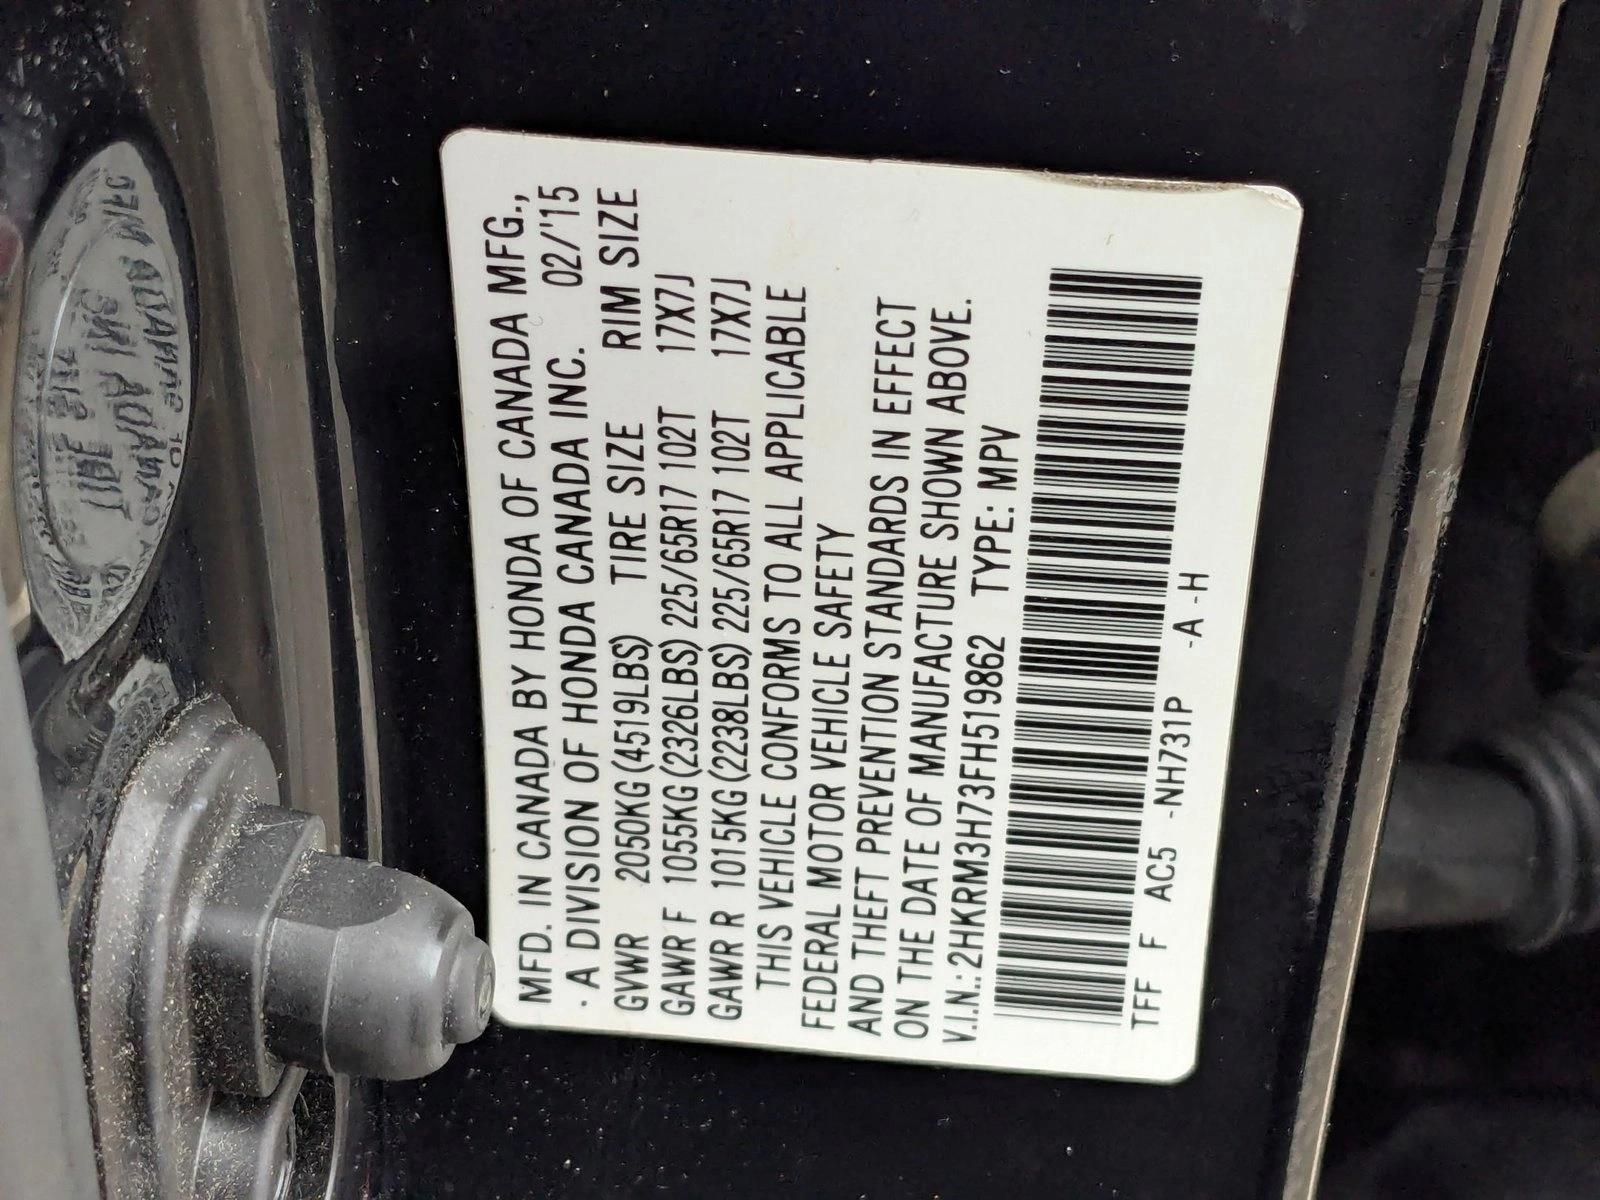 MFD. IN CANADA BY HONDA OF CANADA MFG.,
· A DIVISION OF HONDA CANADA INC. 02/'15
GVWR 2050KG (4519LBS) TIRE SIZE RIM SIZE
GAWR F 1055KG (2326LBS) 225/65R17 102T 17X7J
GAWR R 1015KG (2238LBS) 225/65R17 102T 17X7J
THIS VEHICLE CONFORMS TO ALL APPLICABLE
FEDERAL MOTOR VEHICLE SAFETY
AND THEFT PREVENTION STANDARDS IN EFFECT
ON THE DATE OF MANUFACTURE SHOWN ABOVE.
V.I.N.: 2HKRM3H73FH519862 TYPE: MPV
TFF F AC5 -NH731P -A -H